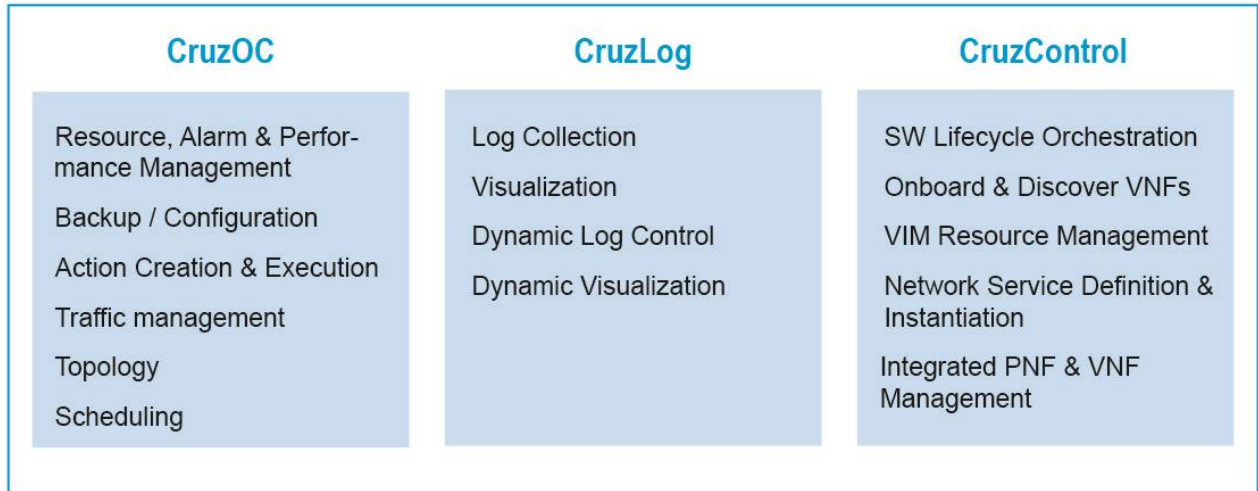 CruzOC
Resource, Alarm & Perfor-
mance Management
Backup / Configuration
Action Creation & Execution
Traffic management
Topology
Scheduling
CruzLog
Log Collection
Visualization
Dynamic Log Control
Dynamic Visualization
CruzControl
SW Lifecycle Orchestration
Onboard & Discover VNFs
VIM Resource Management
Network Service Definition &
Instantiation
Integrated PNF & VNF
Management